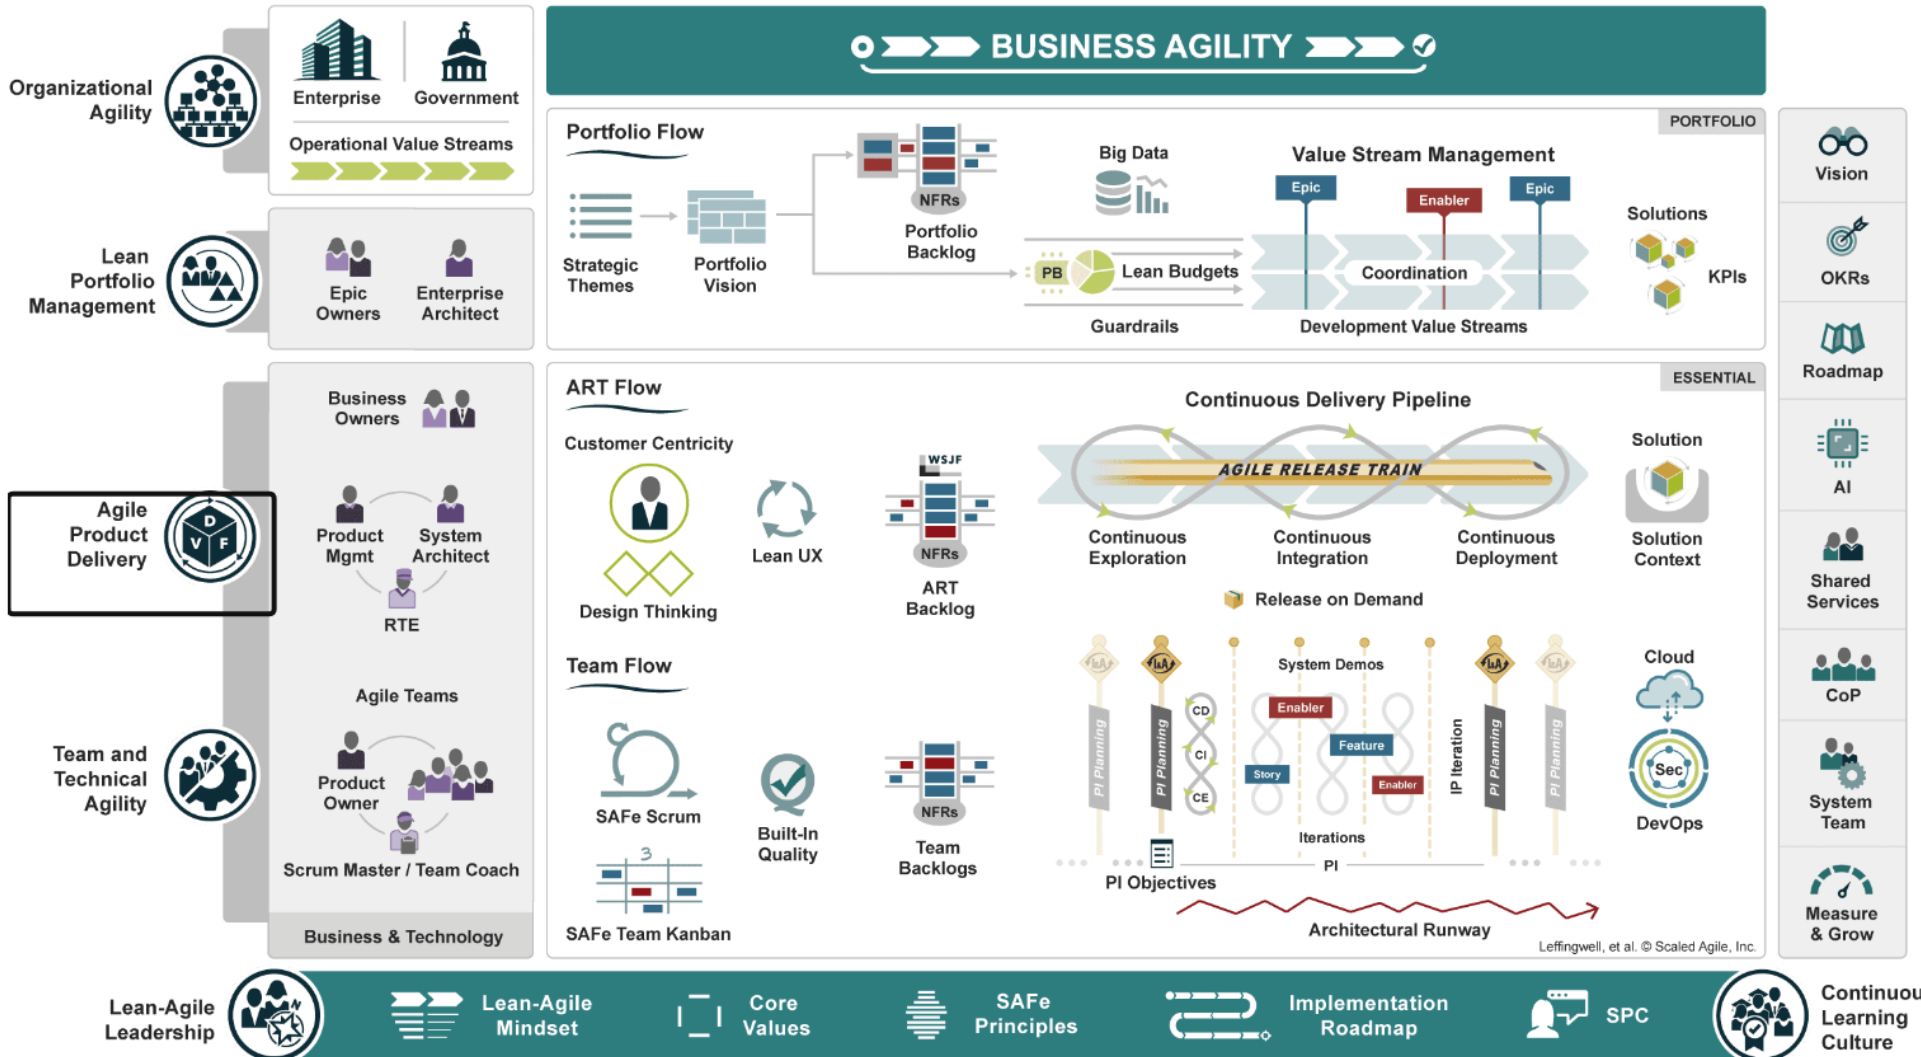 BUSINESS AGILITY
Organizational
Agility
Enterprise
Government
Operational Value Streams
Lean
Portfolio
Management
Epic
Owners
Enterprise
Architect
PORTFOLIO
Portfolio Flow
Strategic
Themes
Portfolio
Vision
NFRs
Portfolio
Backlog
Big Data
PB
Lean Budgets
Guardrails
Value Stream Management
Epic
Enabler
Epic
Coordination
Development Value Streams
Solutions
KPIs
Agile
Product
Delivery
D
V
F
Business
Owners
Product
Mgmt
System
Architect
RTE
Team and
Technical
Agility
Agile Teams
Product
Owner
Scrum Master / Team Coach
Business & Technology
ESSENTIAL
ART Flow
Customer Centricity
Design Thinking
Lean UX
WSJF
NFRs
ART
Backlog
Continuous Delivery Pipeline
AGILE RELEASE TRAIN
Continuous
Exploration
Continuous
Integration
Continuous
Deployment
Release on Demand
Solution
Solution
Context
Team Flow
SAFe Scrum
3
SAFe Team Kanban
Built-In
Quality
NFRs
Team
Backlogs
I&A
I&A
I&A
I&A
System Demos
PI Planning
PI Planning
CD
CI
CE
Enabler
Feature
Story
Enabler
IP Iteration
PI Planning
PI Planning
Iterations
PI
PI Objectives
Architectural Runway
Cloud
Sec
DevOps
Leffingwell, et al. © Scaled Agile, Inc.
Vision
OKRs
Roadmap
AI
Shared
Services
CoP
System
Team
Measure
& Grow
Lean-Agile
Leadership
Lean-Agile
Mindset
Core
Values
SAFe
Principles
Implementation
Roadmap
SPC
Continuou
Learning
Culture